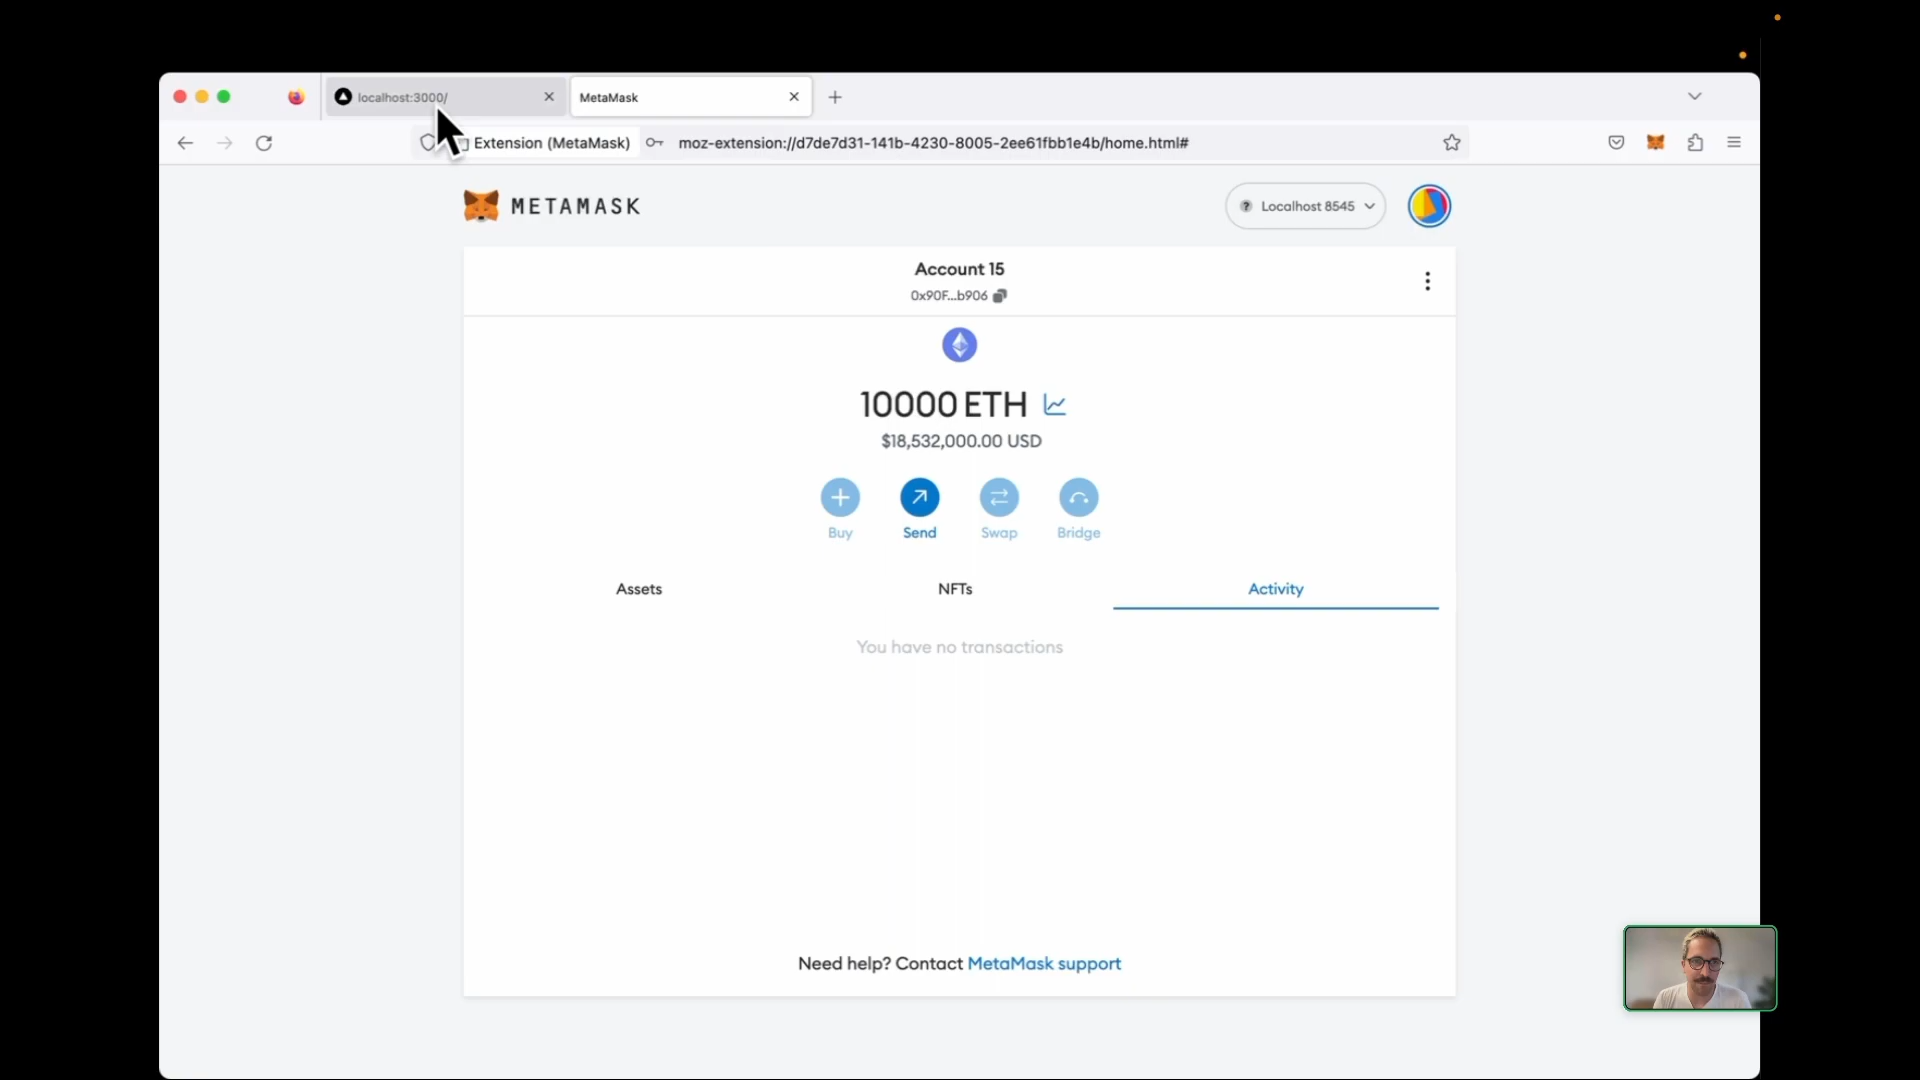 localhost:3000/
MetaMask
Extension (MetaMask)
moz-extension://d7de7d31-141b-4230-8005-2ee61fbb1e4b/home.html#
METAMASK
? Localhost 8545
Account 15
0x90F...b906
10000 ETH
$18,532,000.00 USD
Buy
Send
Swap
Bridge
Assets
NFTs
Activity
You have no transactions
Need help? Contact MetaMask support